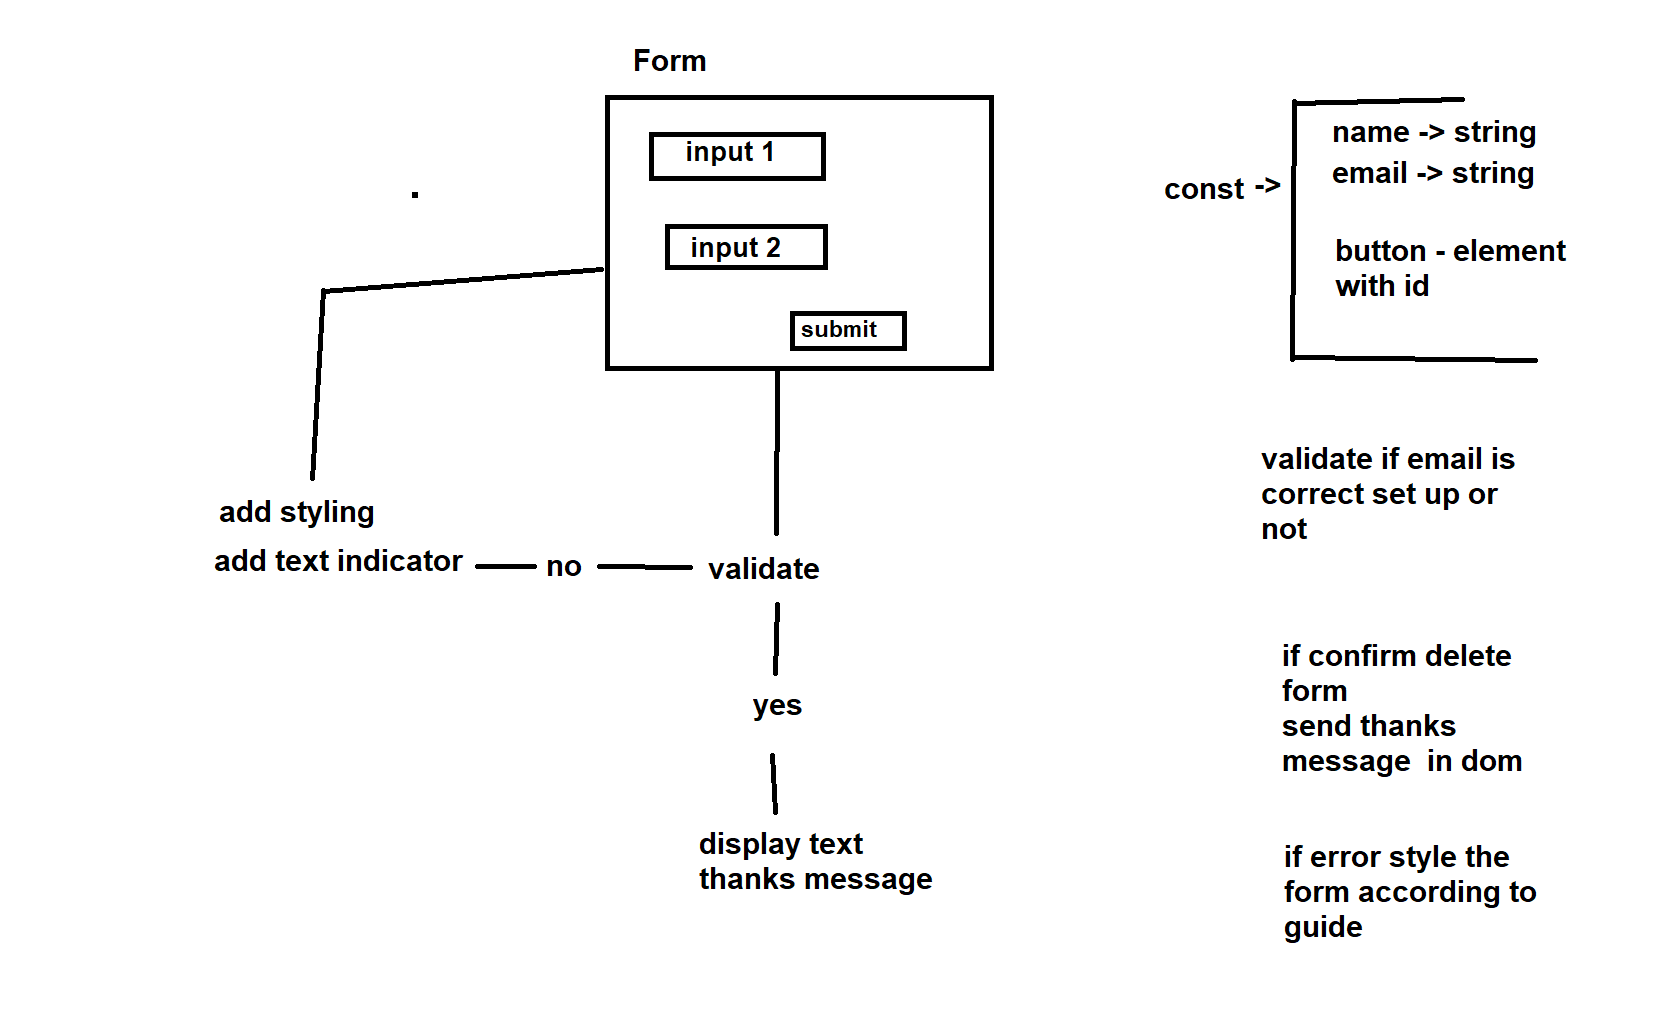 Form
input 1
input 2
submit
name -> string
email -> string
const ->
button - element
with id
validate if email is
correct set up or
not
add styling
add text indicator
no
validate
yes
display text
thanks message
if confirm delete
form
send thanks
message  in dom
if error style the
form according to
guide